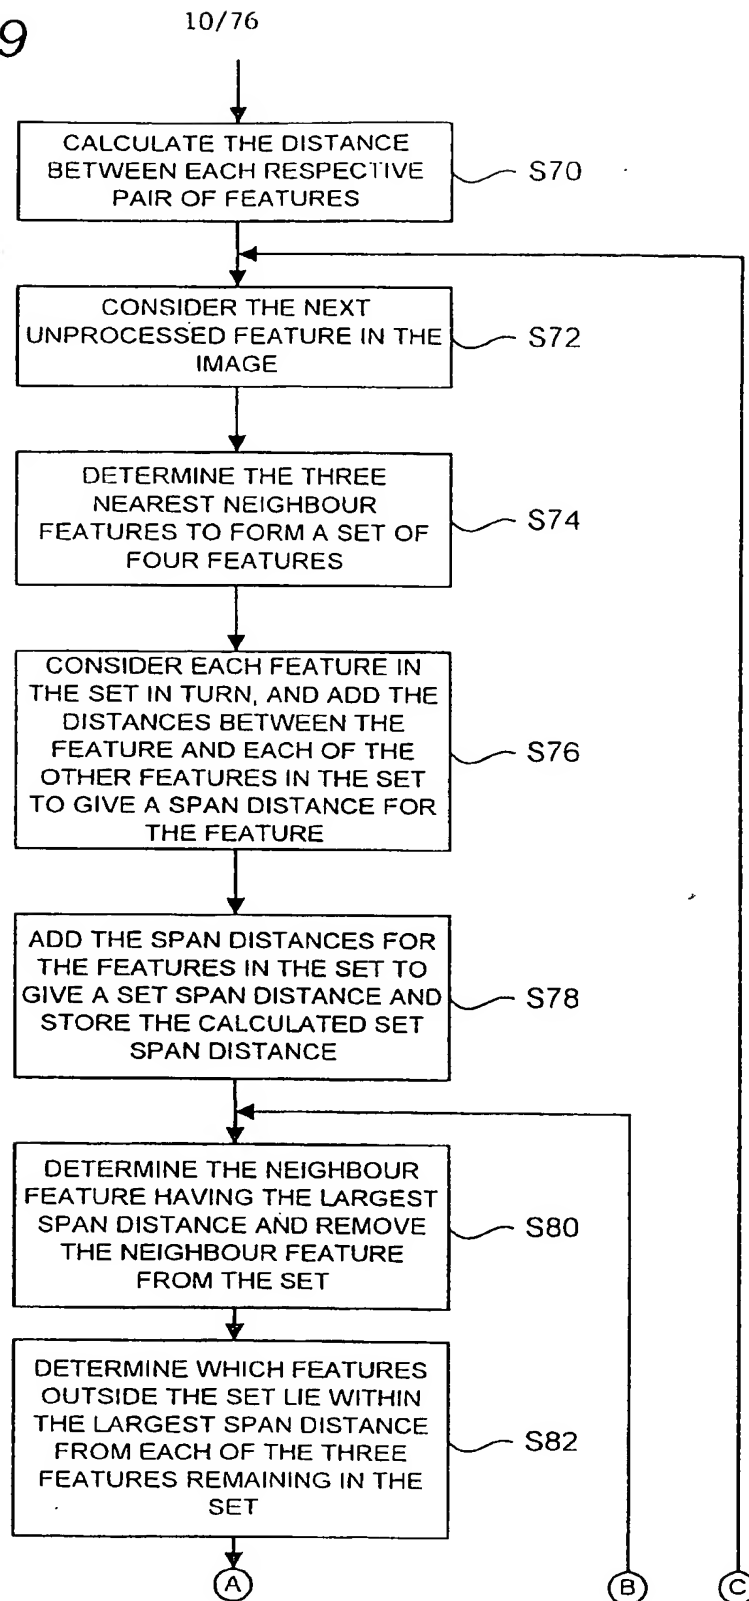 9
10/76
CALCULATE THE DISTANCE
BETWEEN EACH RESPECTIVE
PAIR OF FEATURES
S70
CONSIDER THE NEXT
UNPROCESSED FEATURE IN THE
IMAGE
S72
DETERMINE THE THREE
NEAREST NEIGHBOUR
FEATURES TO FORM A SET OF
FOUR FEATURES
S74
CONSIDER EACH FEATURE IN
THE SET IN TURN, AND ADD THE
DISTANCES BETWEEN THE
FEATURE AND EACH OF THE
OTHER FEATURES IN THE SET
TO GIVE A SPAN DISTANCE FOR
THE FEATURE
S76
ADD THE SPAN DISTANCES FOR
THE FEATURES IN THE SET TO
GIVE A SET SPAN DISTANCE AND
STORE THE CALCULATED SET
SPAN DISTANCE
S78
DETERMINE THE NEIGHBOUR
FEATURE HAVING THE LARGEST
SPAN DISTANCE AND REMOVE
THE NEIGHBOUR FEATURE
FROM THE SET
S80
DETERMINE WHICH FEATURES
OUTSIDE THE SET LIE WITHIN
THE LARGEST SPAN DISTANCE
FROM EACH OF THE THREE
FEATURES REMAINING IN THE
SET
S82
A
B
C